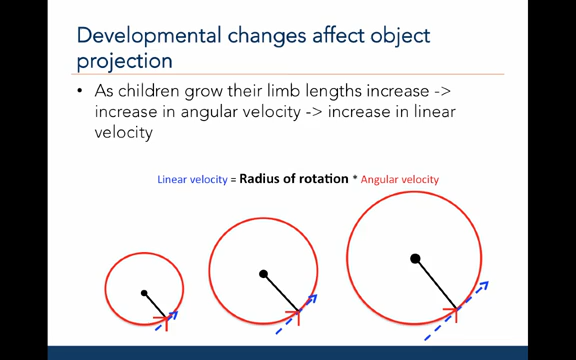 Developmental changes affect object
projection
• As children grow their limb lengths increase ->
increase in angular velocity -> increase in linear
velocity
Linear velocity = Radius of rotation * Angular velocity